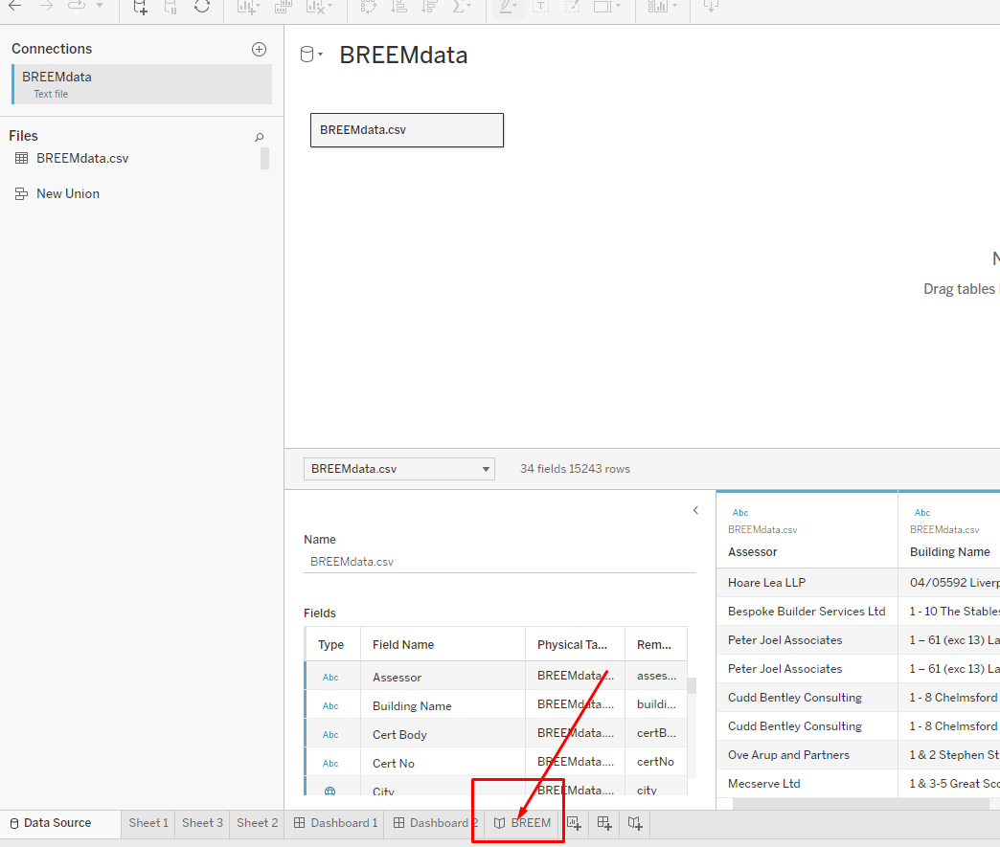 Connections
BREEMdata
Text file
Files
BREEMdata.csv
New Union
BREEMdata
BREEMdata.csv
Drag tables
BREEMdata.csv
34 fields 15243 rows
Name
BREEMdata.csv
Fields
Type Field Name Physical Ta... Rem...
Abc Assessor BREEMdata.... asses...
Abc Building Name BREEMdata.... buildi...
Abc Cert Body BREEMdata.... certB...
Abc Cert No BREEMdata.... certNo
City BREEMdata.... city
Abc Abc
BREEMdata.csv BREEMdata.csv
Assessor Building Name
Hoare Lea LLP 04/05592 Liverp
Bespoke Builder Services Ltd 1 - 10 The Stables
Peter Joel Associates 1 – 61 (exc 13) La
Peter Joel Associates 1 – 61 (exc 13) La
Cudd Bentley Consulting 1 - 8 Chelmsford
Cudd Bentley Consulting 1 - 8 Chelmsford
Ove Arup and Partners 1 & 2 Stephen St
Mecserve Ltd 1 & 3-5 Great Sco
Data Source Sheet 1 Sheet 3 Sheet 2 Dashboard 1 Dashboard 2 BREEM